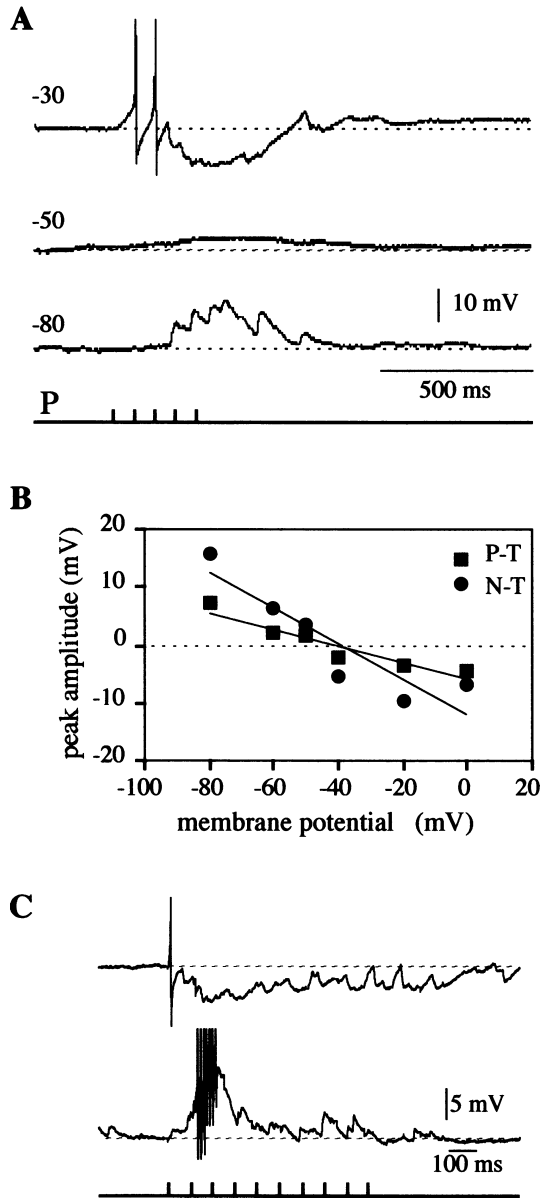 A
-30
-50
10 mV
-80
500 ms
P
B
20
P-T
10
N-T
0
-10
-20
peak amplitude (mV)
-100 -80 -60 -40 -20 0 20
membrane potential (mV)
C
5 mV
100 ms